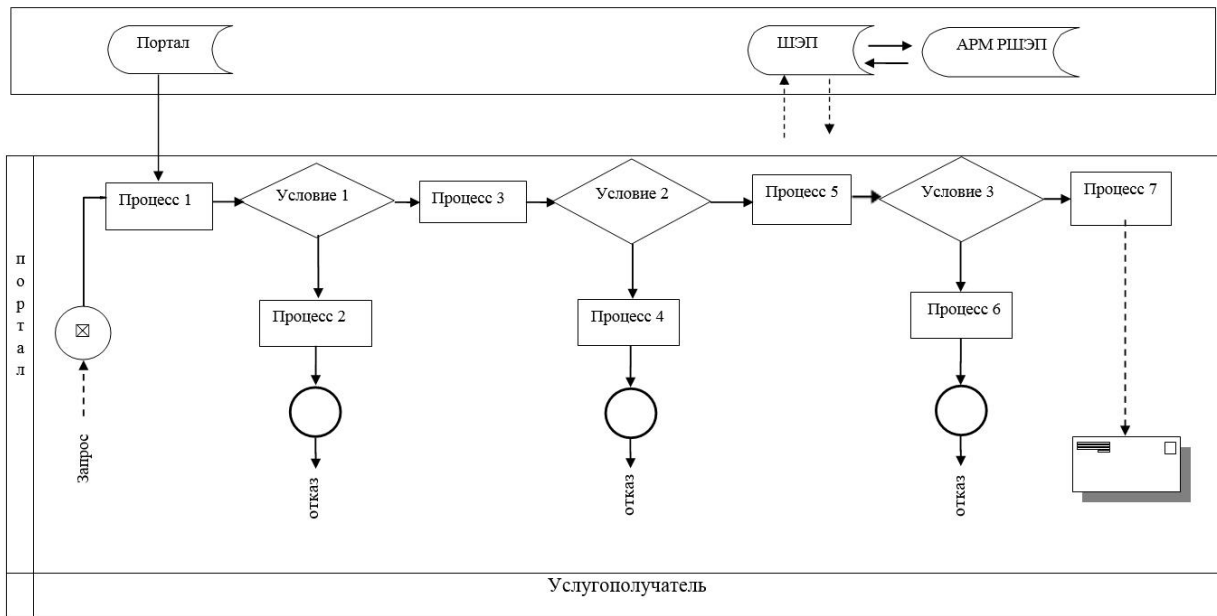 Портал
ШЭП
АРМ РШЭП
Процесс 1
Условие 1
Процесс 3
Условие 2
Процесс 5
Условие 3
Процесс 7
портал
Процесс 2
Процесс 4
Процесс 6
Запрос
отказ
отказ
отказ
Услугополучатель